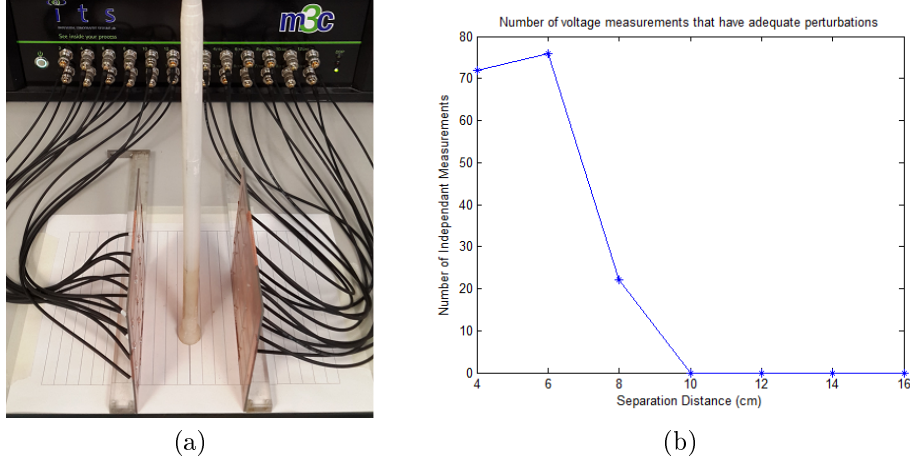 its
See inside your process
m3c
(a)
Number of voltage measurements that have adequate perturbations
80
70
60
50
40
30
20
10
0
Number of Independant Measurements
4 6 8 10 12 14 16
Separation Distance (cm)
(b)